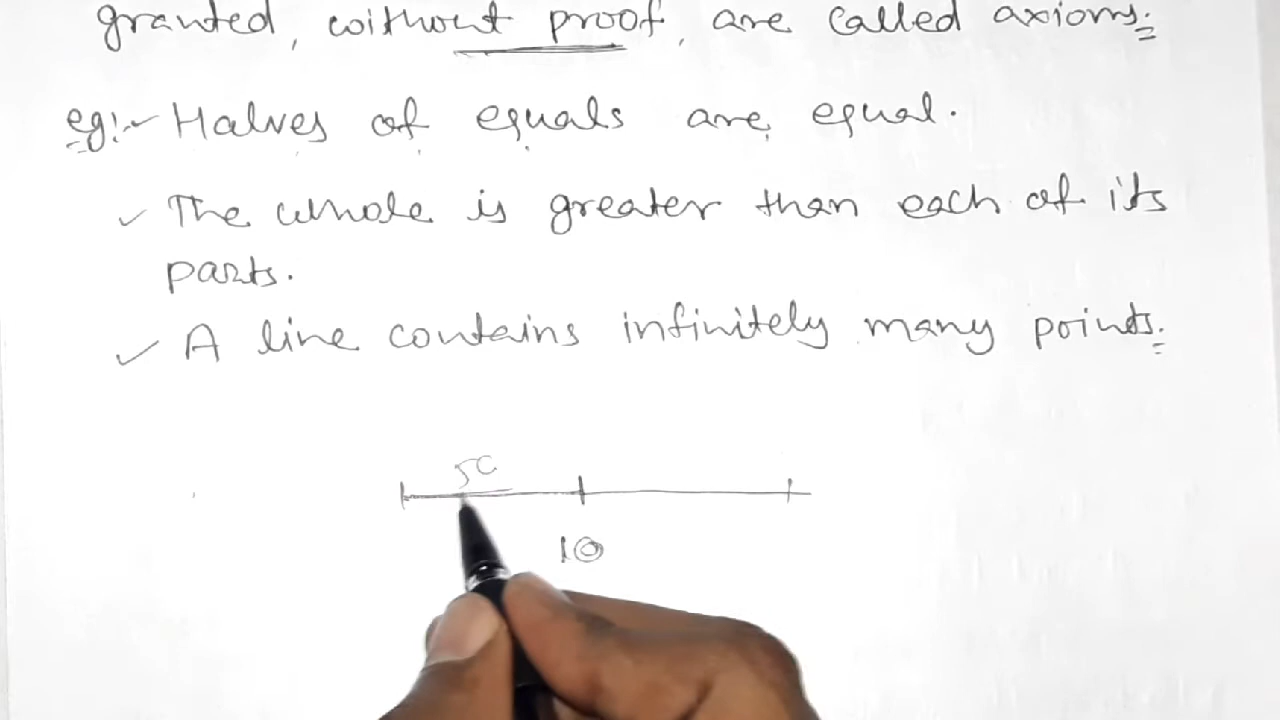 granted, without proof, are called axioms.
eg:- Halves of equals are equal.
The whole is greater than each of its
parts.
A line contains infinitely many points.
10